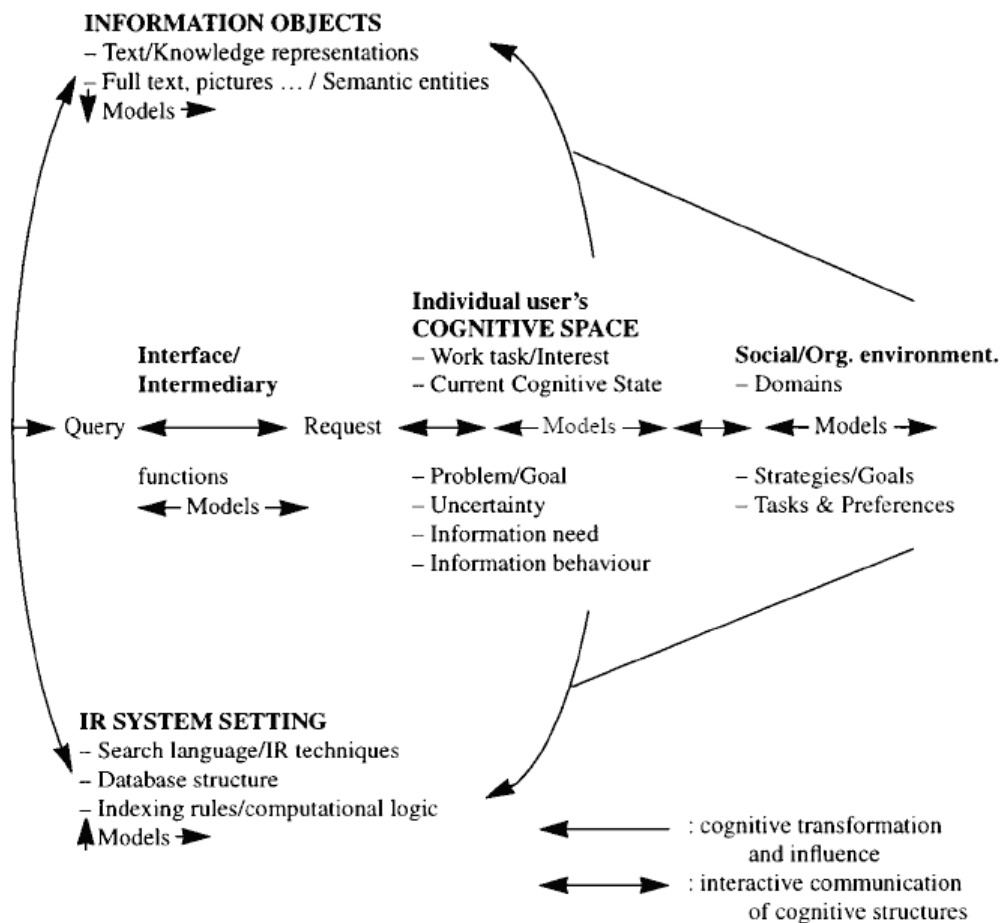 INFORMATION OBJECTS
– Text/Knowledge representations
– Full text, pictures … / Semantic entities
Models
Individual user's
COGNITIVE SPACE
– Work task/Interest
– Current Cognitive State
Interface/
Intermediary
Social/Org. environment.
– Domains
Query
Request
Models
Models
functions
Models
– Problem/Goal
– Uncertainty
– Information need
– Information behaviour
– Strategies/Goals
– Tasks & Preferences
IR SYSTEM SETTING
– Search language/IR techniques
– Database structure
– Indexing rules/computational logic
Models
: cognitive transformation
and influence
: interactive communication
of cognitive structures